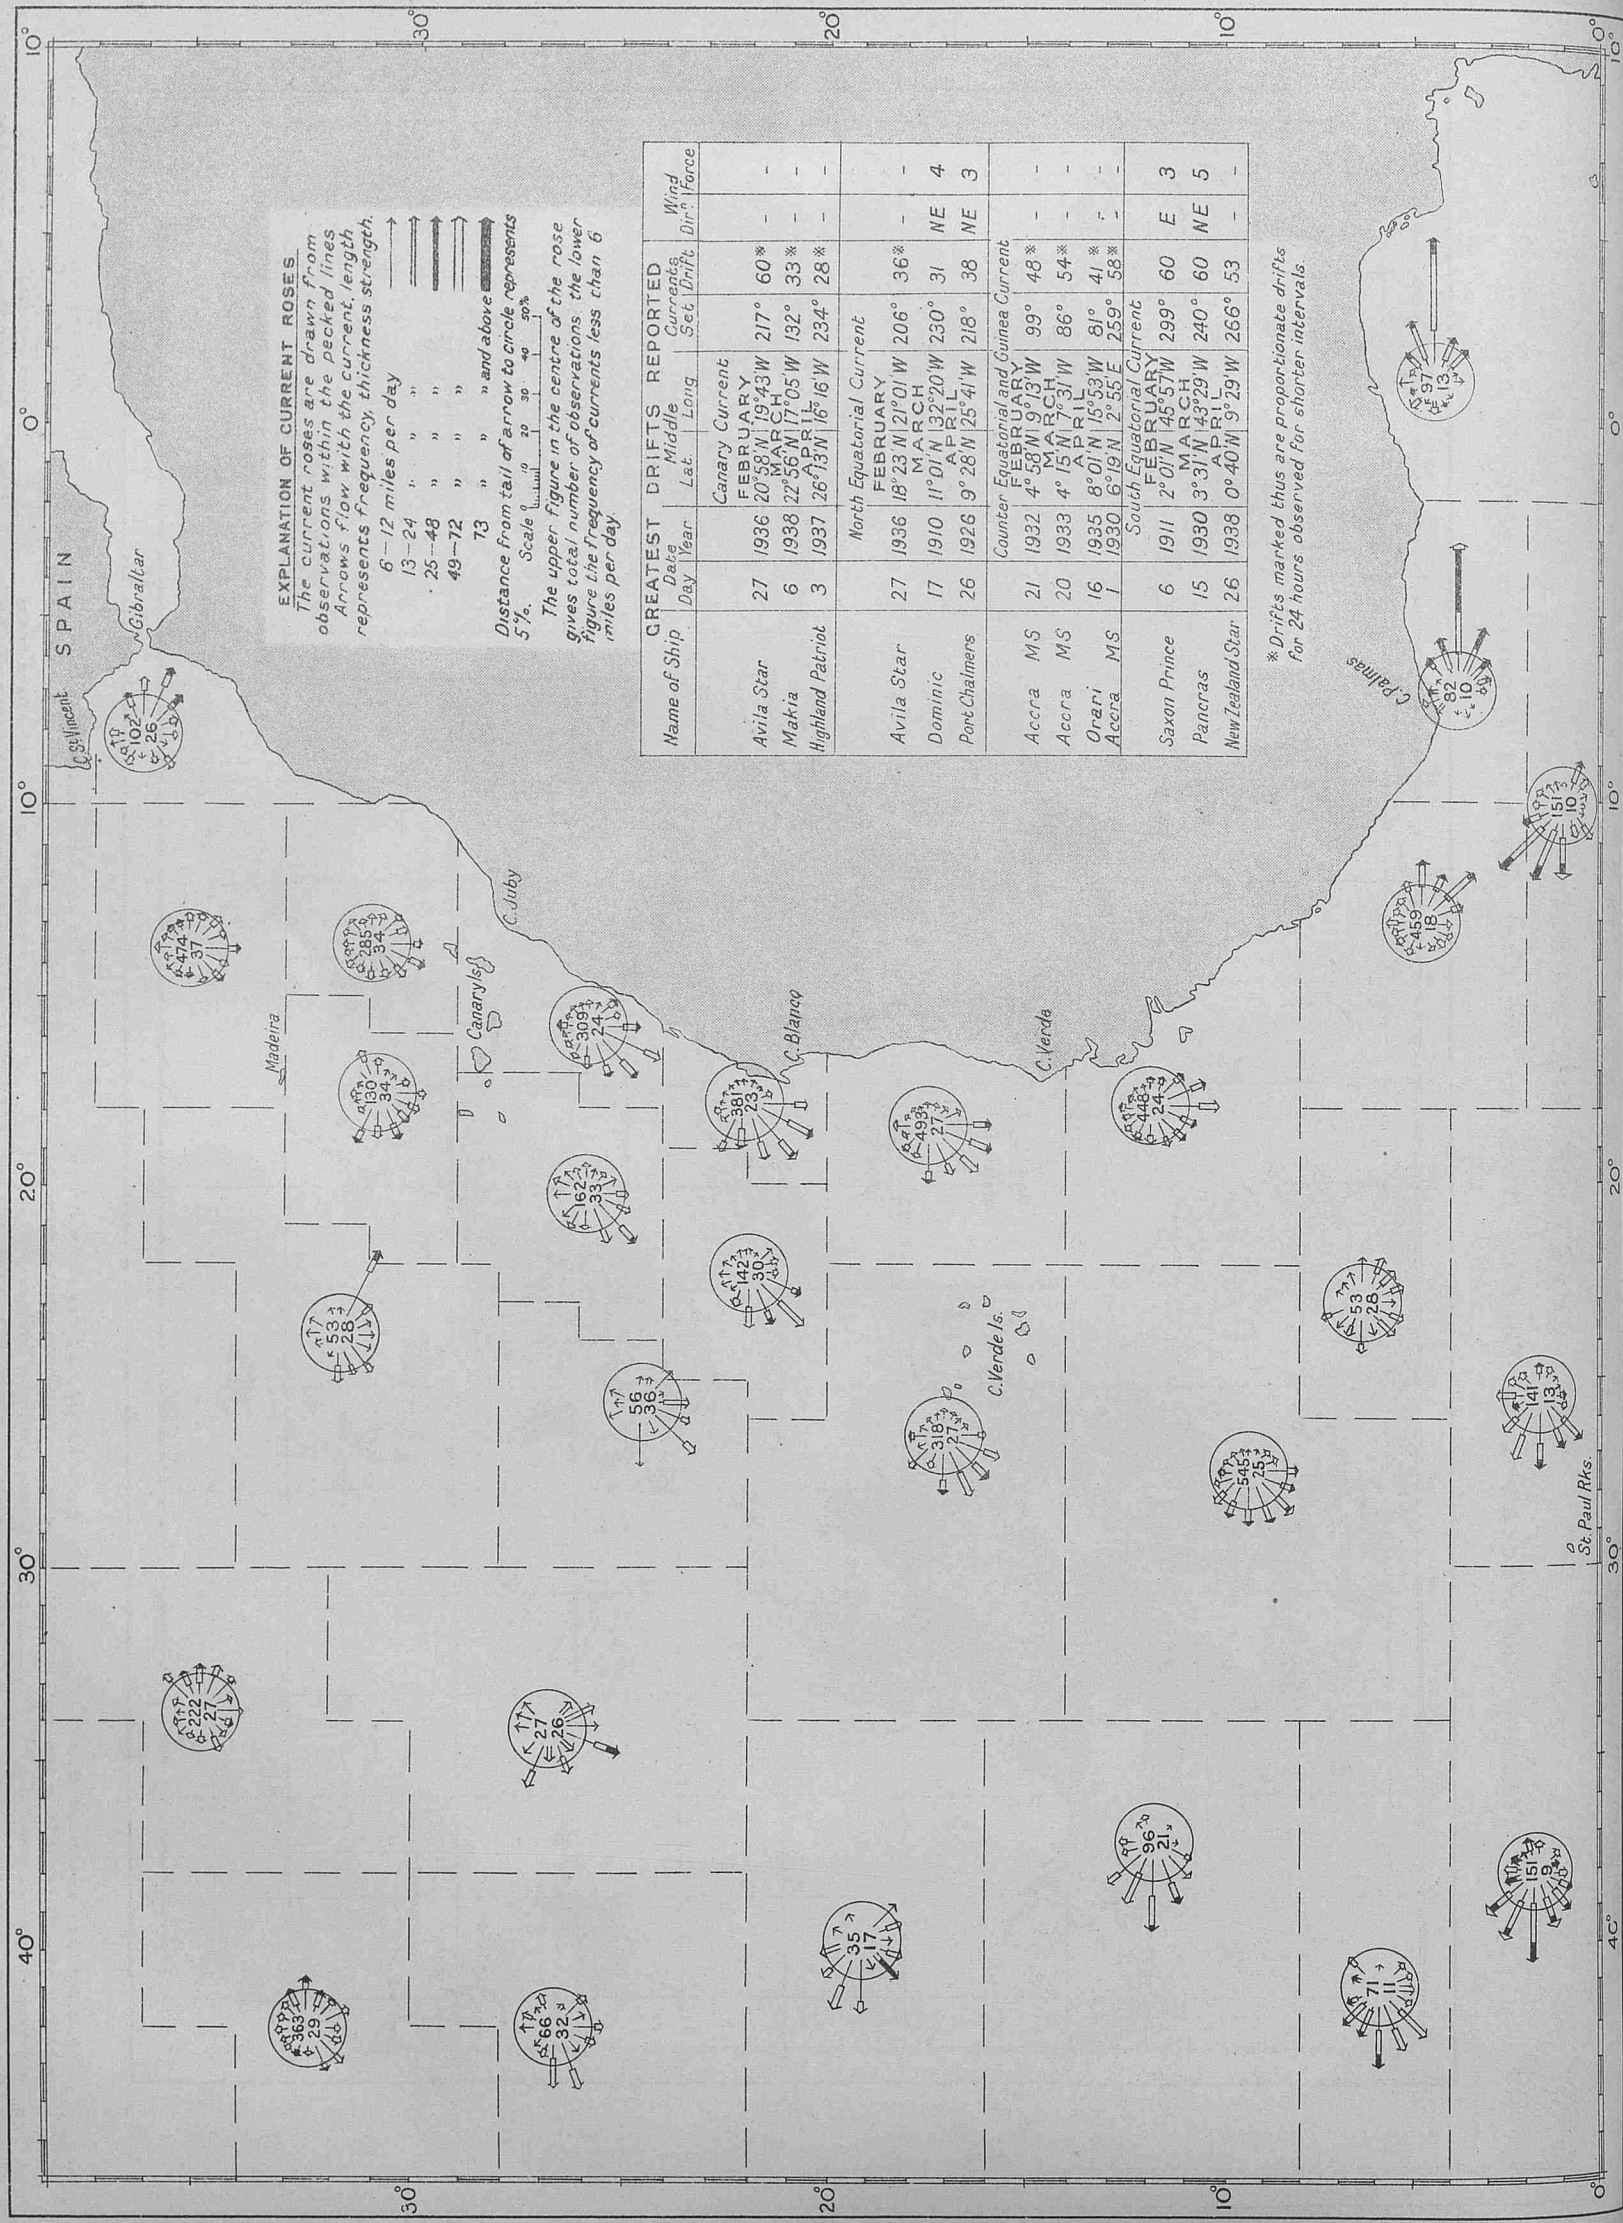 10° 0° 10° 20° 30° 40°
30°
20°
10°
0°
SPAIN
Gibraltar
C. St. Vincent
Madeira
Canary Is.
C. Juby
C. Blanco
C. Verde
C. Verde Is.
C. Palmas
St. Paul Rks.
EXPLANATION OF CURRENT ROSES
The current roses are drawn from
observations within the pecked lines
Arrows flow with the current, length
represents frequency, thickness strength.
6–12 miles per day
13–24 " " "
25–48 " " "
49–72 " " "
73 " " and above
Distance from tail of arrow to circle represents
5%. Scale 0 10 20 30 40 50%
The upper figure in the centre of the rose
gives total number of observations the lower
figure the frequency of currents less than 6
miles per day.
GREATEST DRIFTS REPORTED
Name of Ship Date Day Year Middle Lat. Long Currents Set Drift Wind Dirⁿ Force
Canary Current
FEBRUARY
Avila Star 27 1936 20°58'N 19°43'W 217° 60* - -
MARCH
Makia 6 1938 22°56'N 17°05'W 132° 33* - -
APRIL
Highland Patriot 3 1937 26°13'N 16°16'W 234° 28* - -
North Equatorial Current
FEBRUARY
Avila Star 27 1936 18°23'N 21°01'W 206° 36* - -
MARCH
Dominic 17 1910 11°01'N 32°20'W 230° 31 NE 4
APRIL
Port Chalmers 26 1926 9°28'N 25°41'W 218° 38 NE 3
Counter Equatorial and Guinea Current
FEBRUARY
Accra MS 21 1932 4°58'N 9°13'W 99° 48* - -
MARCH
Accra MS 20 1933 4°15'N 7°31'W 86° 54* - -
APRIL
Orari 16 1935 8°01'N 15°53'W 81° 41* - -
Accra MS 1 1930 6°19'N 2°55'E 259° 58* - -
South Equatorial Current
FEBRUARY
Saxon Prince 6 1911 2°01'N 45°57'W 299° 60 E 3
MARCH
Pancras 15 1930 3°31'N 43°29'W 240° 60 NE 5
APRIL
New Zealand Star 26 1938 0°40'N 9°29'W 266° 53 - -
*Drifts marked thus are proportionate drifts
for 24 hours observed for shorter intervals.
102
26
474
37
285
34
130
34
309
24
381
23
162
33
142
30
53
28
56
36
493
27
448
24
318
27
545
25
53
28
459
18
82
10
97
13
151
10
141
13
222
27
27
26
363
29
66
32
35
17
96
21
71
11
151
9
10° 0° 10° 20° 30° 40°
30°
20°
10°
0°